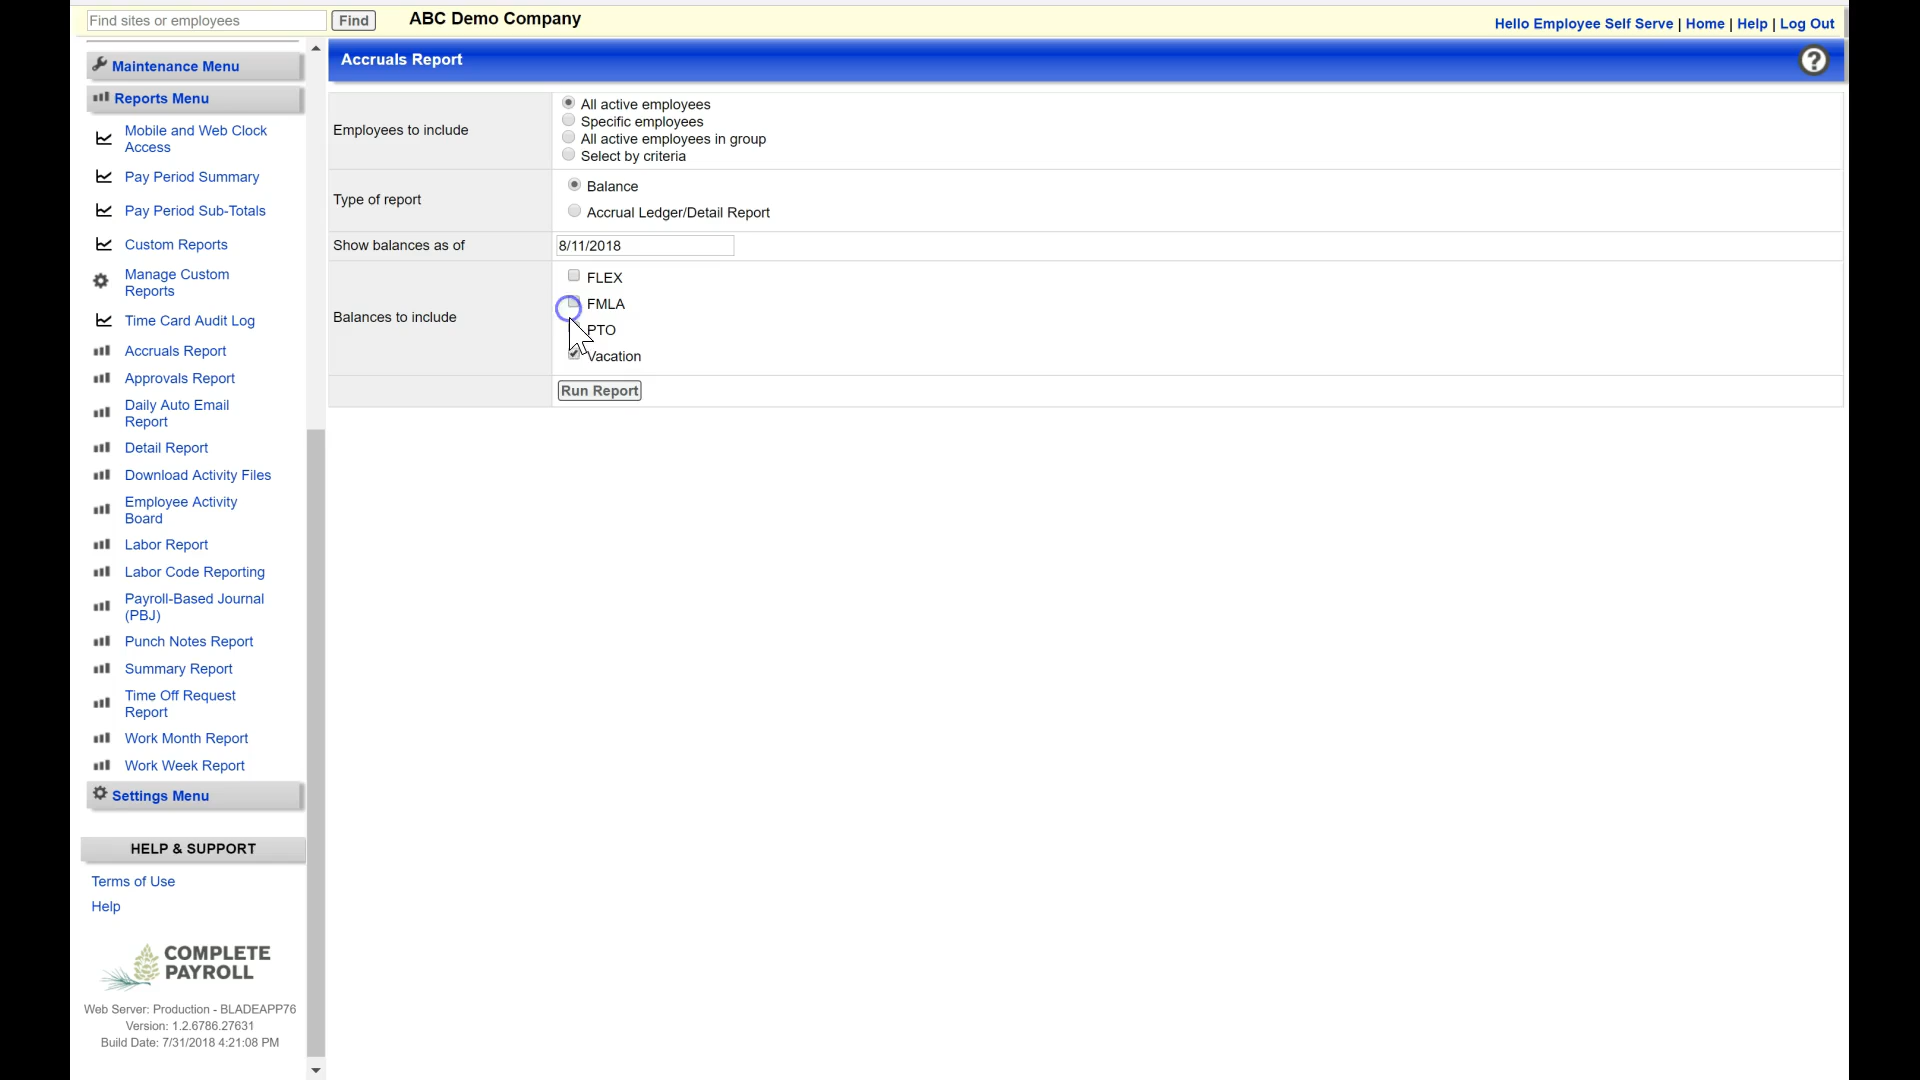 Find sites or employees
Find
ABC Demo Company
Hello Employee Self Serve | Home | Help | Log Out
Maintenance Menu
Reports Menu
Mobile and Web Clock
Access
Pay Period Summary
Pay Period Sub-Totals
Custom Reports
Manage Custom
Reports
Time Card Audit Log
Accruals Report
Approvals Report
Daily Auto Email
Report
Detail Report
Download Activity Files
Employee Activity
Board
Labor Report
Labor Code Reporting
Payroll-Based Journal
(PBJ)
Punch Notes Report
Summary Report
Time Off Request
Report
Work Month Report
Work Week Report
Settings Menu
HELP & SUPPORT
Terms of Use
Help
COMPLETE
PAYROLL
Web Server: Production - BLADEAPP76
Version: 1.2.6786.27631
Build Date: 7/31/2018 4:21:08 PM
Accruals Report
?
Employees to include
All active employees
Specific employees
All active employees in group
Select by criteria
Type of report
Balance
Accrual Ledger/Detail Report
Show balances as of
8/11/2018
Balances to include
FLEX
FMLA
PTO
Vacation
Run Report